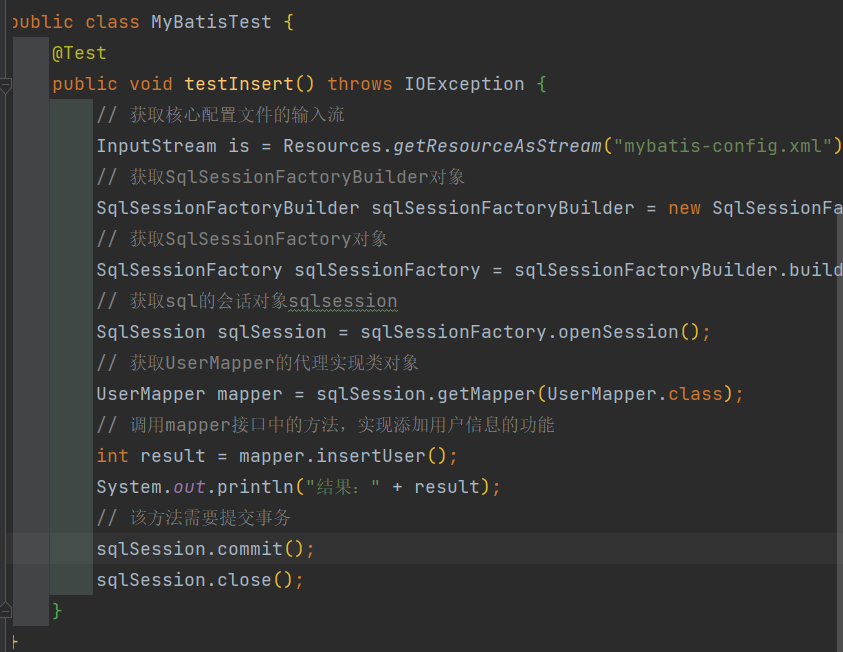 public class MyBatisTest {
@Test
public void testInsert() throws IOException {
// 获取核心配置文件的输入流
InputStream is = Resources.getResourceAsStream("mybatis-config.xml")
// 获取SqlSessionFactoryBuilder对象
SqlSessionFactoryBuilder sqlSessionFactoryBuilder = new SqlSessionFa
// 获取SqlSessionFactory对象
SqlSessionFactory sqlSessionFactory = sqlSessionFactoryBuilder.build
// 获取sql的会话对象sqlsession
SqlSession sqlSession = sqlSessionFactory.openSession();
// 获取UserMapper的代理实现类对象
UserMapper mapper = sqlSession.getMapper(UserMapper.class);
// 调用mapper接口中的方法，实现添加用户信息的功能
int result = mapper.insertUser();
System.out.println("结果：" + result);
// 该方法需要提交事务
sqlSession.commit();
sqlSession.close();
}
}